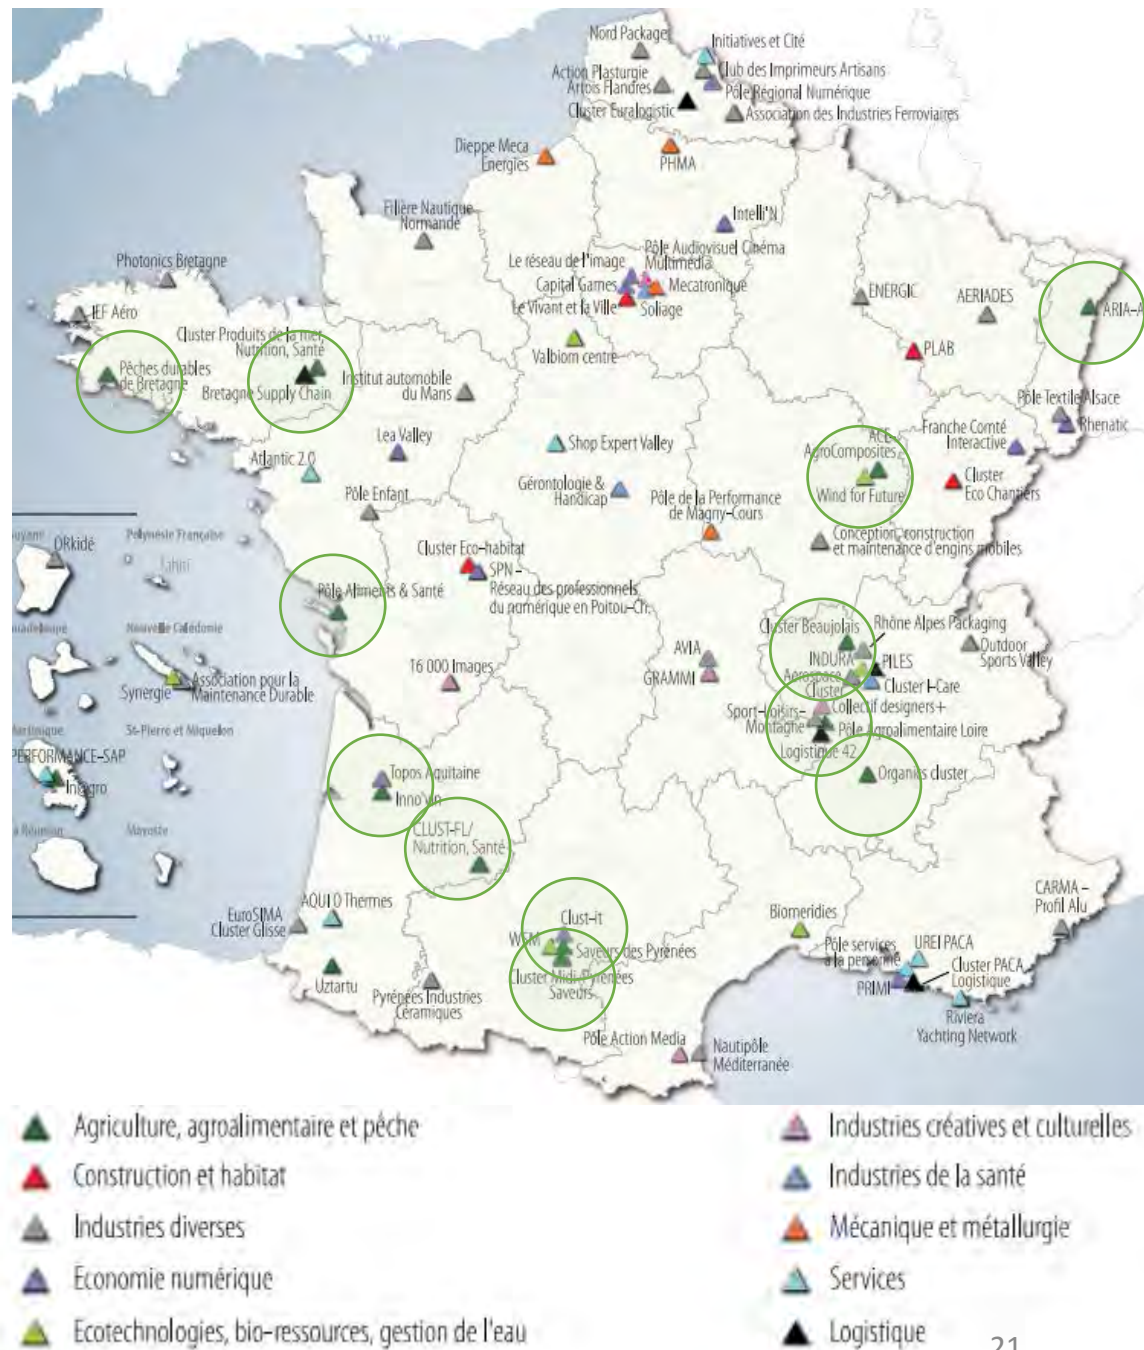 Nord Package
Initiatives et Cité
Club des Imprimeurs Artisans
Action Plasturgie
Artois Flandres
Pôle Régional Numérique
Cluster Euralogistic
Association des Industries Ferroviaires
Dieppe Meca
Energies
PHMA
Filière Nautique
Normande
Intelli'N
Photonics Bretagne
Le réseau de l'image
Pôle Audiovisuel Cinéma
Multimédia
Capital Games
Mecatronique
Le Vivant et la Ville
Soliage
ENERGIC
AERIADES
ARIA-A
IEF Aéro
Cluster Produits de la mer,
Nutrition, Santé
Valbiom centre
PLAB
Pêches durables
de Bretagne
Bretagne Supply Chain
Institut automobile
du Mans
Pôle Textile Alsace
Rhenatic
Franche Comté
Interactive
Lea Valley
Shop Expert Valley
ACE-
AgroComposites
Atlantic 2.0
Wind for Future
Cluster
Eco Chantiers
Gérontologie &
Handicap
Pôle de la Performance
de Magny-Cours
Pôle Enfant
Conception, construction
et maintenance d'engins mobiles
uyane
ORkidé
Polynésie Française
Tahiti
Cluster Eco-habitat
SPN -
Réseau des professionnels
du numérique en Poitou-Ch.
Pôle Aliments & Santé
uadeloupe
Nouvelle Calédonie
Synergie
Association pour la
Maintenance Durable
Cluster Beaujolais
Rhône Alpes Packaging
AVIA
GRAMMI
INDURA
PILES
Outdoor
Sports Valley
Aerospace
Cluster
Cluster I-Care
16 000 Images
Collectif designers+
Sport-Loisirs-
Montagne
Pôle Agroalimentaire Loire
Logistique 42
artinique
St-Pierre et Miquelon
PERFORMANCE-SAP
Inagro
Organics cluster
Topos Aquitaine
Inno'vin
a Réunion
Mayotte
CLUST-FL/
Nutrition, Santé
AQUI O Thermes
EuroSIMA
Cluster Glisse
Clust-it
WSM
Saveurs des Pyrénées
Biomeridies
CARMA -
Profil Alu
Uztartu
Pyrénées Industries
Céramiques
Cluster Midi-Pyrénées
Saveurs
Pôle services
à la personne
UREI PACA
PRIMI
Cluster PACA
Logistique
Riviera
Yachting Network
Pôle Action Media
Nautipôle
Méditerranée
Agriculture, agroalimentaire et pêche
Construction et habitat
Industries diverses
Economie numérique
Ecotechnologies, bio-ressources, gestion de l'eau
Industries créatives et culturelles
Industries de la santé
Mécanique et métallurgie
Services
Logistique
21